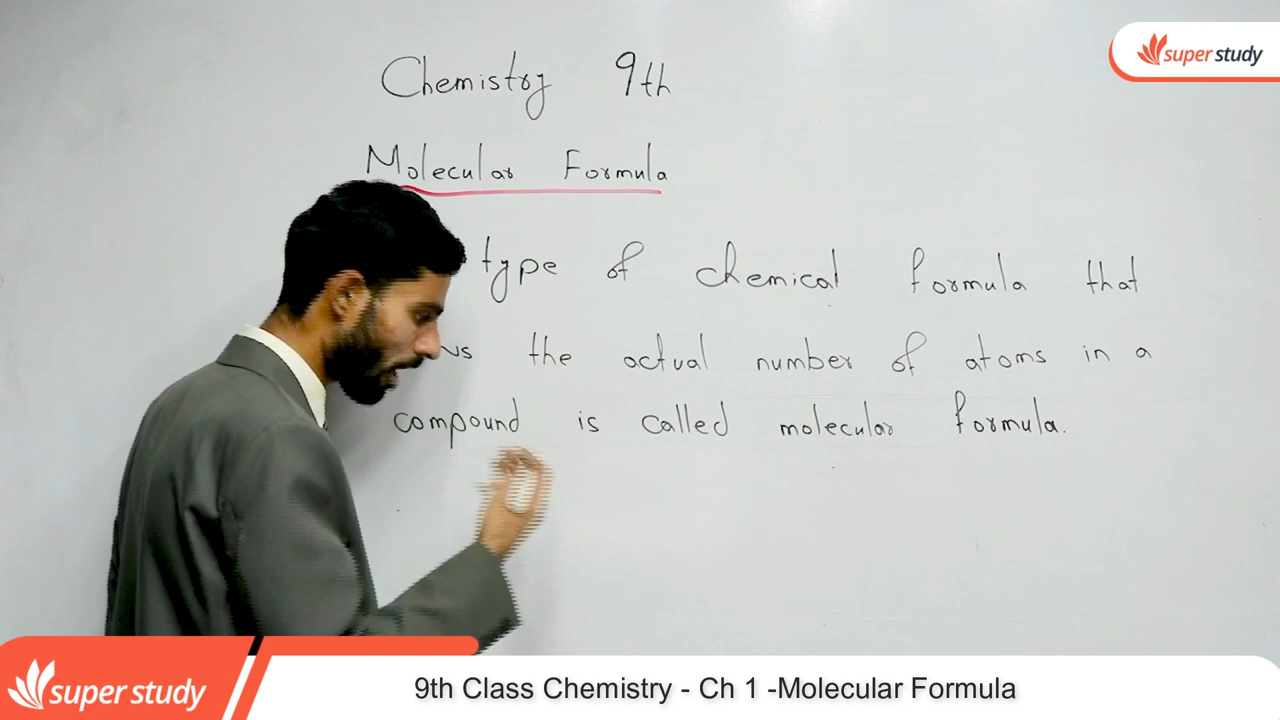 super study
Chemistry 9th
Molecular Formula
type of chemical formula that
the actual number of atoms in a
compound is called molecular formula.
super study
9th Class Chemistry - Ch 1 -Molecular Formula